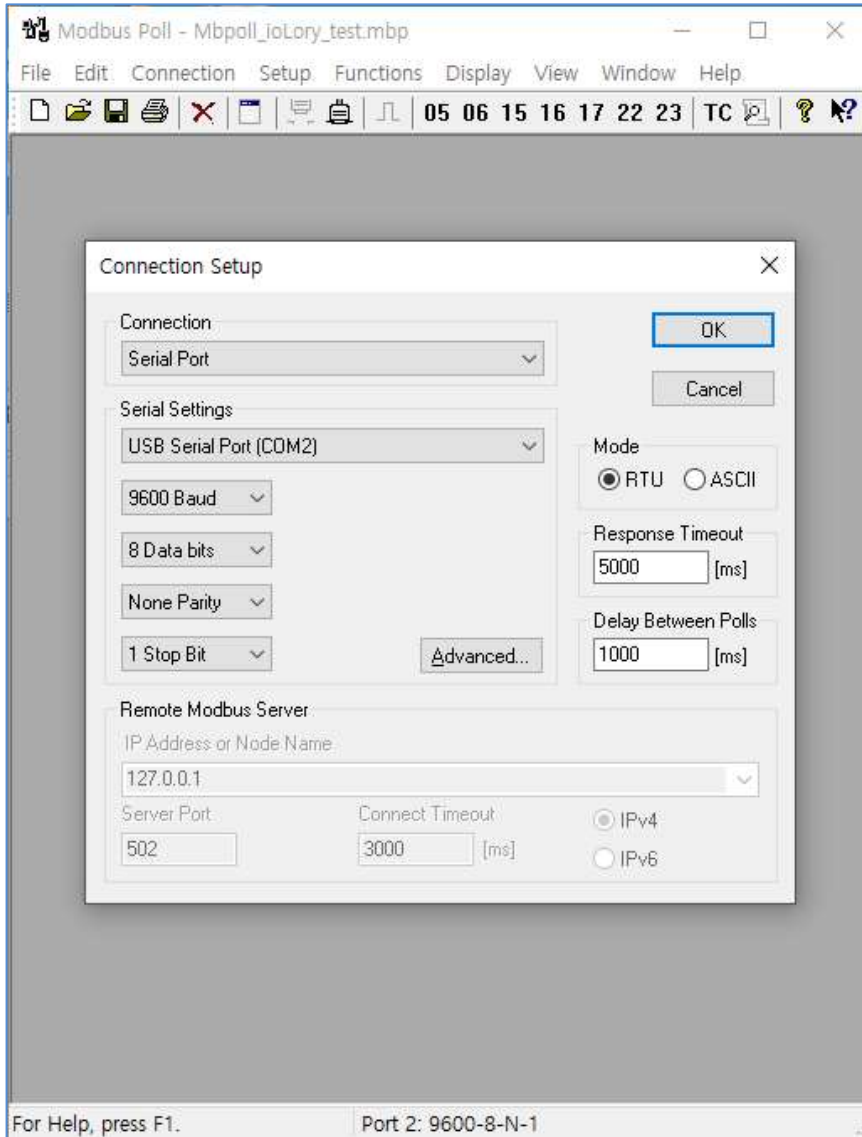 Modbus Poll - Mbpoll_ioLory_test.mbp
File Edit Connection Setup Functions Display View Window Help
05 06 15 16 17 22 23 TC
Connection Setup
Connection
Serial Port
OK
Cancel
Serial Settings
USB Serial Port (COM2)
Mode
RTU ASCII
9600 Baud
Response Timeout
8 Data bits
5000 [ms]
None Parity
Delay Between Polls
1 Stop Bit
Advanced...
1000 [ms]
Remote Modbus Server
IP Address or Node Name
127.0.0.1
Server Port Connect Timeout
IPv4
502 3000 [ms]
IPv6
For Help, press F1. Port 2: 9600-8-N-1